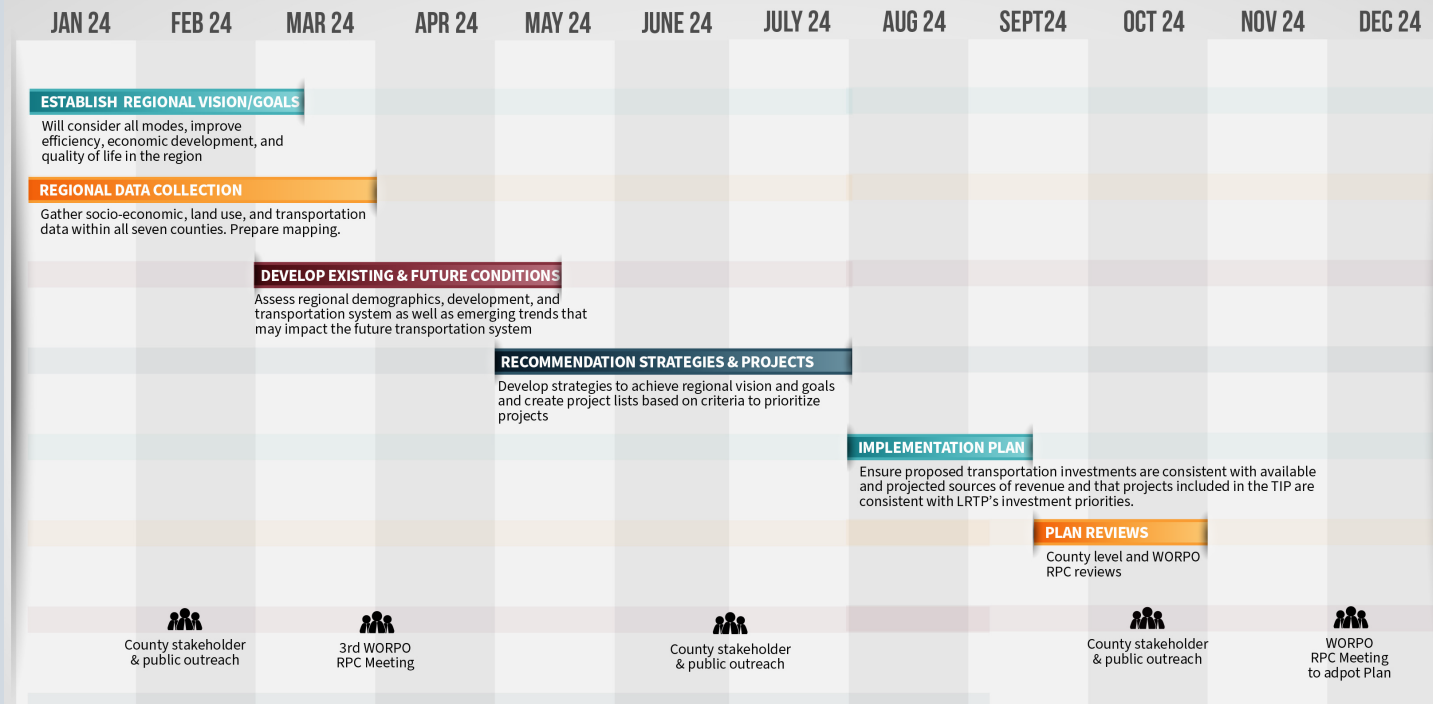 JAN 24 FEB 24 MAR 24 APR 24 MAY 24 JUNE 24 JULY 24 AUG 24 SEPT24 OCT 24 NOV 24 DEC 24
ESTABLISH REGIONAL VISION/GOALS
Will consider all modes, improve
efficiency, economic development, and
quality of life in the region
REGIONAL DATA COLLECTION
Gather socio-economic, land use, and transportation
data within all seven counties. Prepare mapping.
DEVELOP EXISTING & FUTURE CONDITIONS
Assess regional demographics, development, and
transportation system as well as emerging trends that
may impact the future transportation system
RECOMMENDATION STRATEGIES & PROJECTS
Develop strategies to achieve regional vision and goals
and create project lists based on criteria to prioritize
projects
IMPLEMENTATION PLAN
Ensure proposed transportation investments are consistent with available
and projected sources of revenue and that projects included in the TIP are
consistent with LRTP's investment priorities.
PLAN REVIEWS
County level and WORPO
RPC reviews
County stakeholder
& public outreach
3rd WORPO
RPC Meeting
County stakeholder
& public outreach
County stakeholder
& public outreach
WORPO
RPC Meeting
to adpot Plan